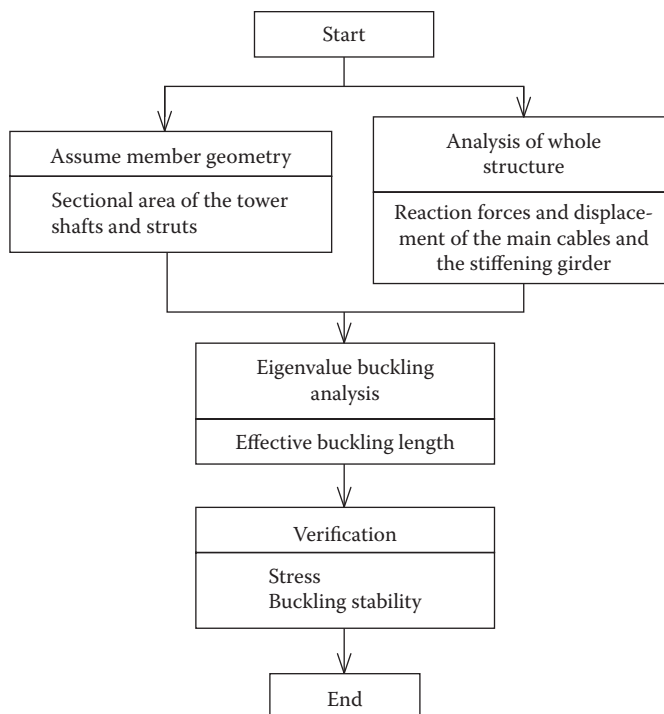 Start
Assume member geometry
Sectional area of the tower
shafts and struts
Analysis of whole
structure
Reaction forces and displace-
ment of the main cables and
the stiffening girder
Eigenvalue buckling
analysis
Effective buckling length
Verification
Stress
Buckling stability
End